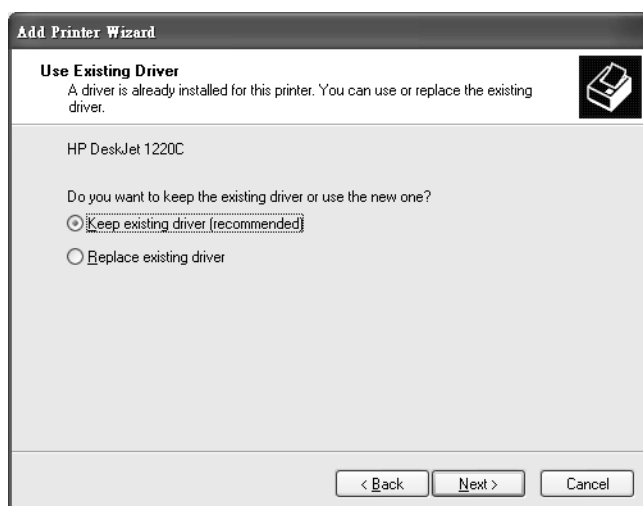 Add Printer Wizard
Use Existing Driver
A driver is already installed for this printer. You can use or replace the existing
driver.
HP DeskJet 1220C
Do you want to keep the existing driver or use the new one?
Keep existing driver (recommended)
Replace existing driver
< Back Next > Cancel